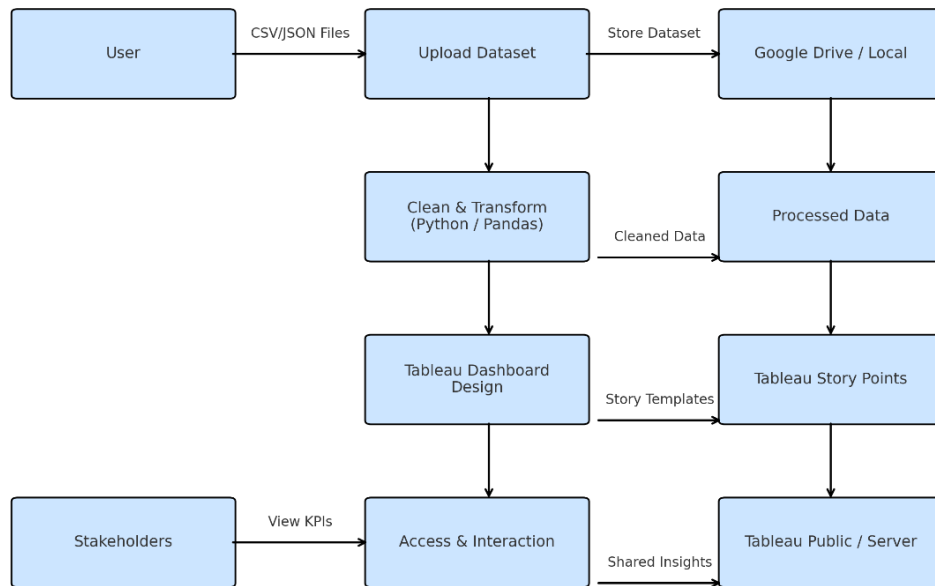 User
CSV/JSON Files
Upload Dataset
Store Dataset
Google Drive / Local
Clean & Transform
(Python / Pandas)
Cleaned Data
Processed Data
Tableau Dashboard
Design
Story Templates
Tableau Story Points
Stakeholders
View KPIs
Access & Interaction
Shared Insights
Tableau Public / Server